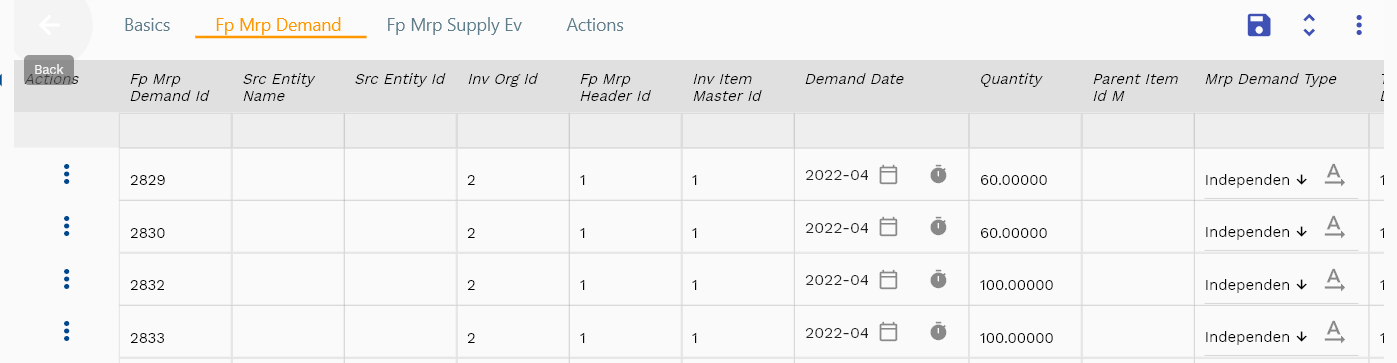 Basics Fp Mrp Demand Fp Mrp Supply Ev Actions
Back
Actions Fp Mrp Demand Id Src Entity Name Src Entity Id Inv Org Id Fp Mrp Header Id Inv Item Master Id Demand Date Quantity Parent Item Id M Mrp Demand Type
2829 2 1 1 2022-04 60.00000 Independen
2830 2 1 1 2022-04 60.00000 Independen
2832 2 1 1 2022-04 100.00000 Independen
2833 2 1 1 2022-04 100.00000 Independen